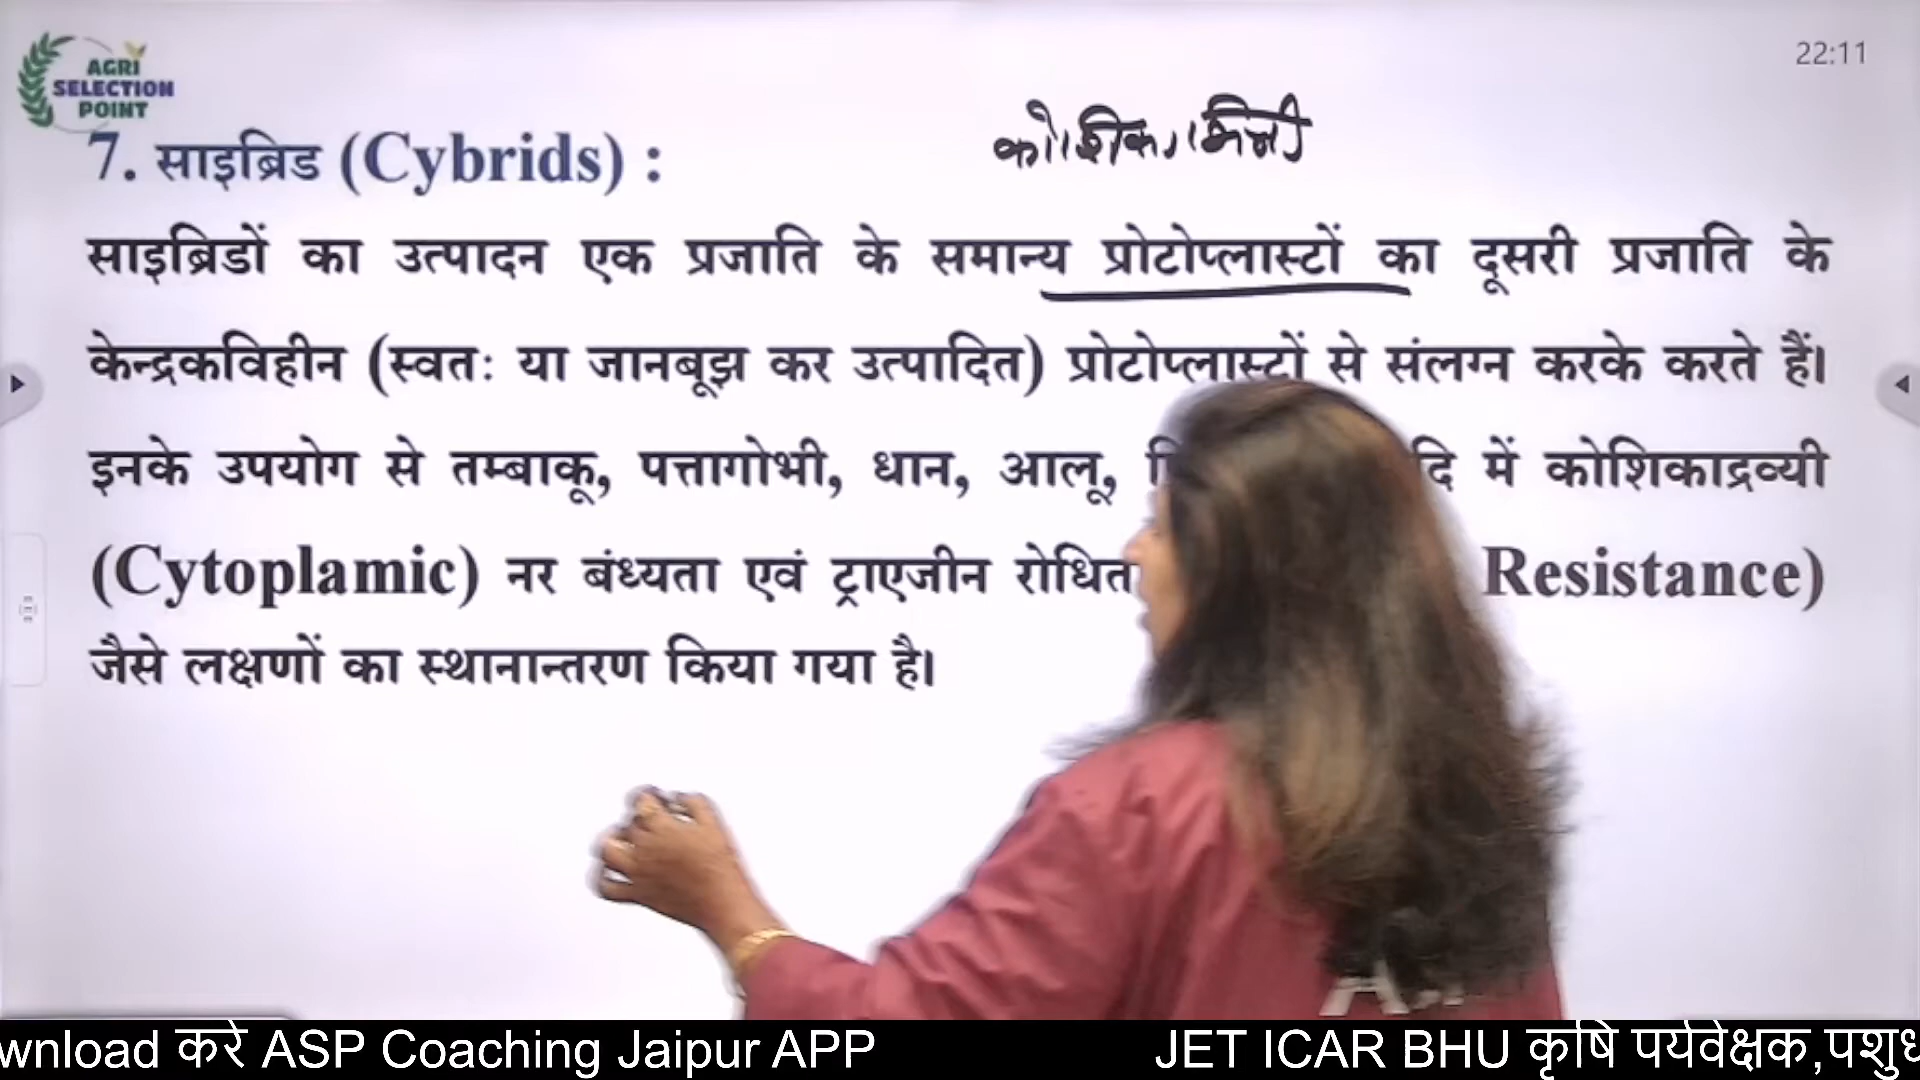 AGRi
SELECTION
POINT
22:11
7. साइब्रिड (Cybrids) :
साइब्रिडों का उत्पादन एक प्रजाति के समान्य प्रोटोप्लास्टों का दूसरी प्रजाति के
केन्द्रकविहीन (स्वतः या जानबूझ कर उत्पादित) प्रोटोप्लास्टों से संलग्न करके करते हैं।
इनके उपयोग से तम्बाकू, पत्तागोभी, धान, आलू, में कोशिकाद्रव्यी
(Cytoplamic) नर बंध्यता एवं ट्राएजीन रोधित Resistance)
जैसे लक्षणों का स्थानान्तरण किया गया है।
wnload करे ASP Coaching Jaipur APP JET ICAR BHU कृषि पर्यवेक्षक,पशुध